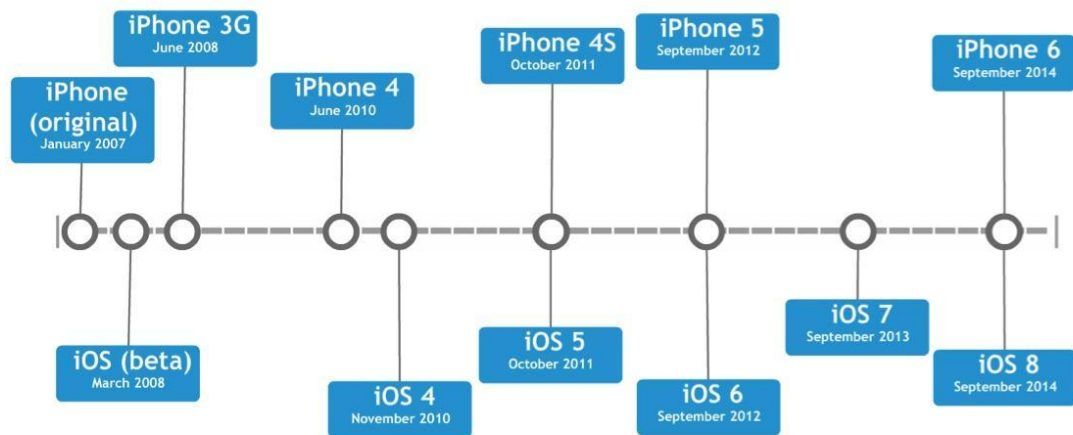 iPhone
(original)
January 2007
iPhone 3G
June 2008
iPhone 4
June 2010
iPhone 4S
October 2011
iPhone 5
September 2012
iPhone 6
September 2014
iOS (beta)
March 2008
iOS 4
November 2010
iOS 5
October 2011
iOS 6
September 2012
iOS 7
September 2013
iOS 8
September 2014